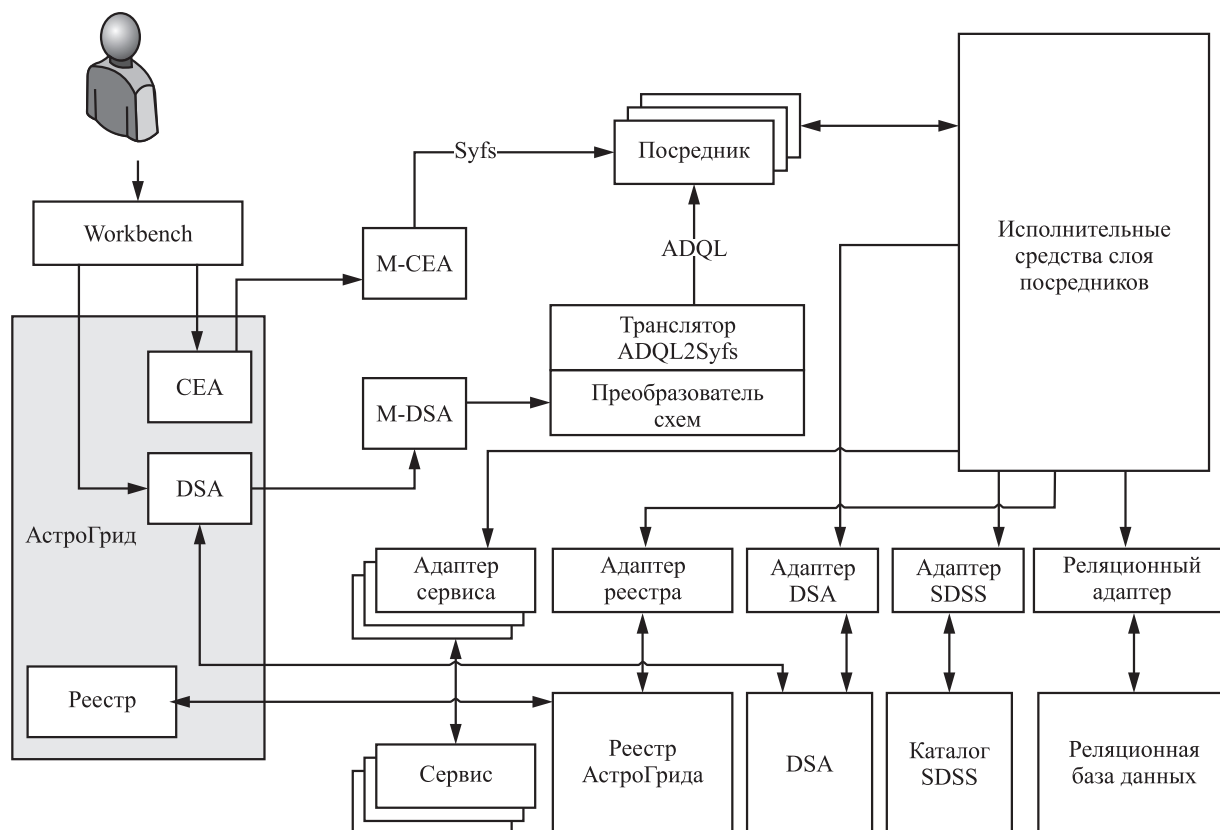 Syfs
Посредник
Workbench
ADQL
M-CEA
Исполнительные
средства слоя
посредников
Транслятор
ADQL2Syfs
CEA
Преобразователь
схем
M-DSA
DSA
АстроГрид
Адаптер
сервиса
Адаптер
реестра
Адаптер
DSA
Адаптер
SDSS
Реляционный
адаптер
Реестр
Сервис
Реестр
АстроГрида
DSA
Каталог
SDSS
Реляционная
база данных